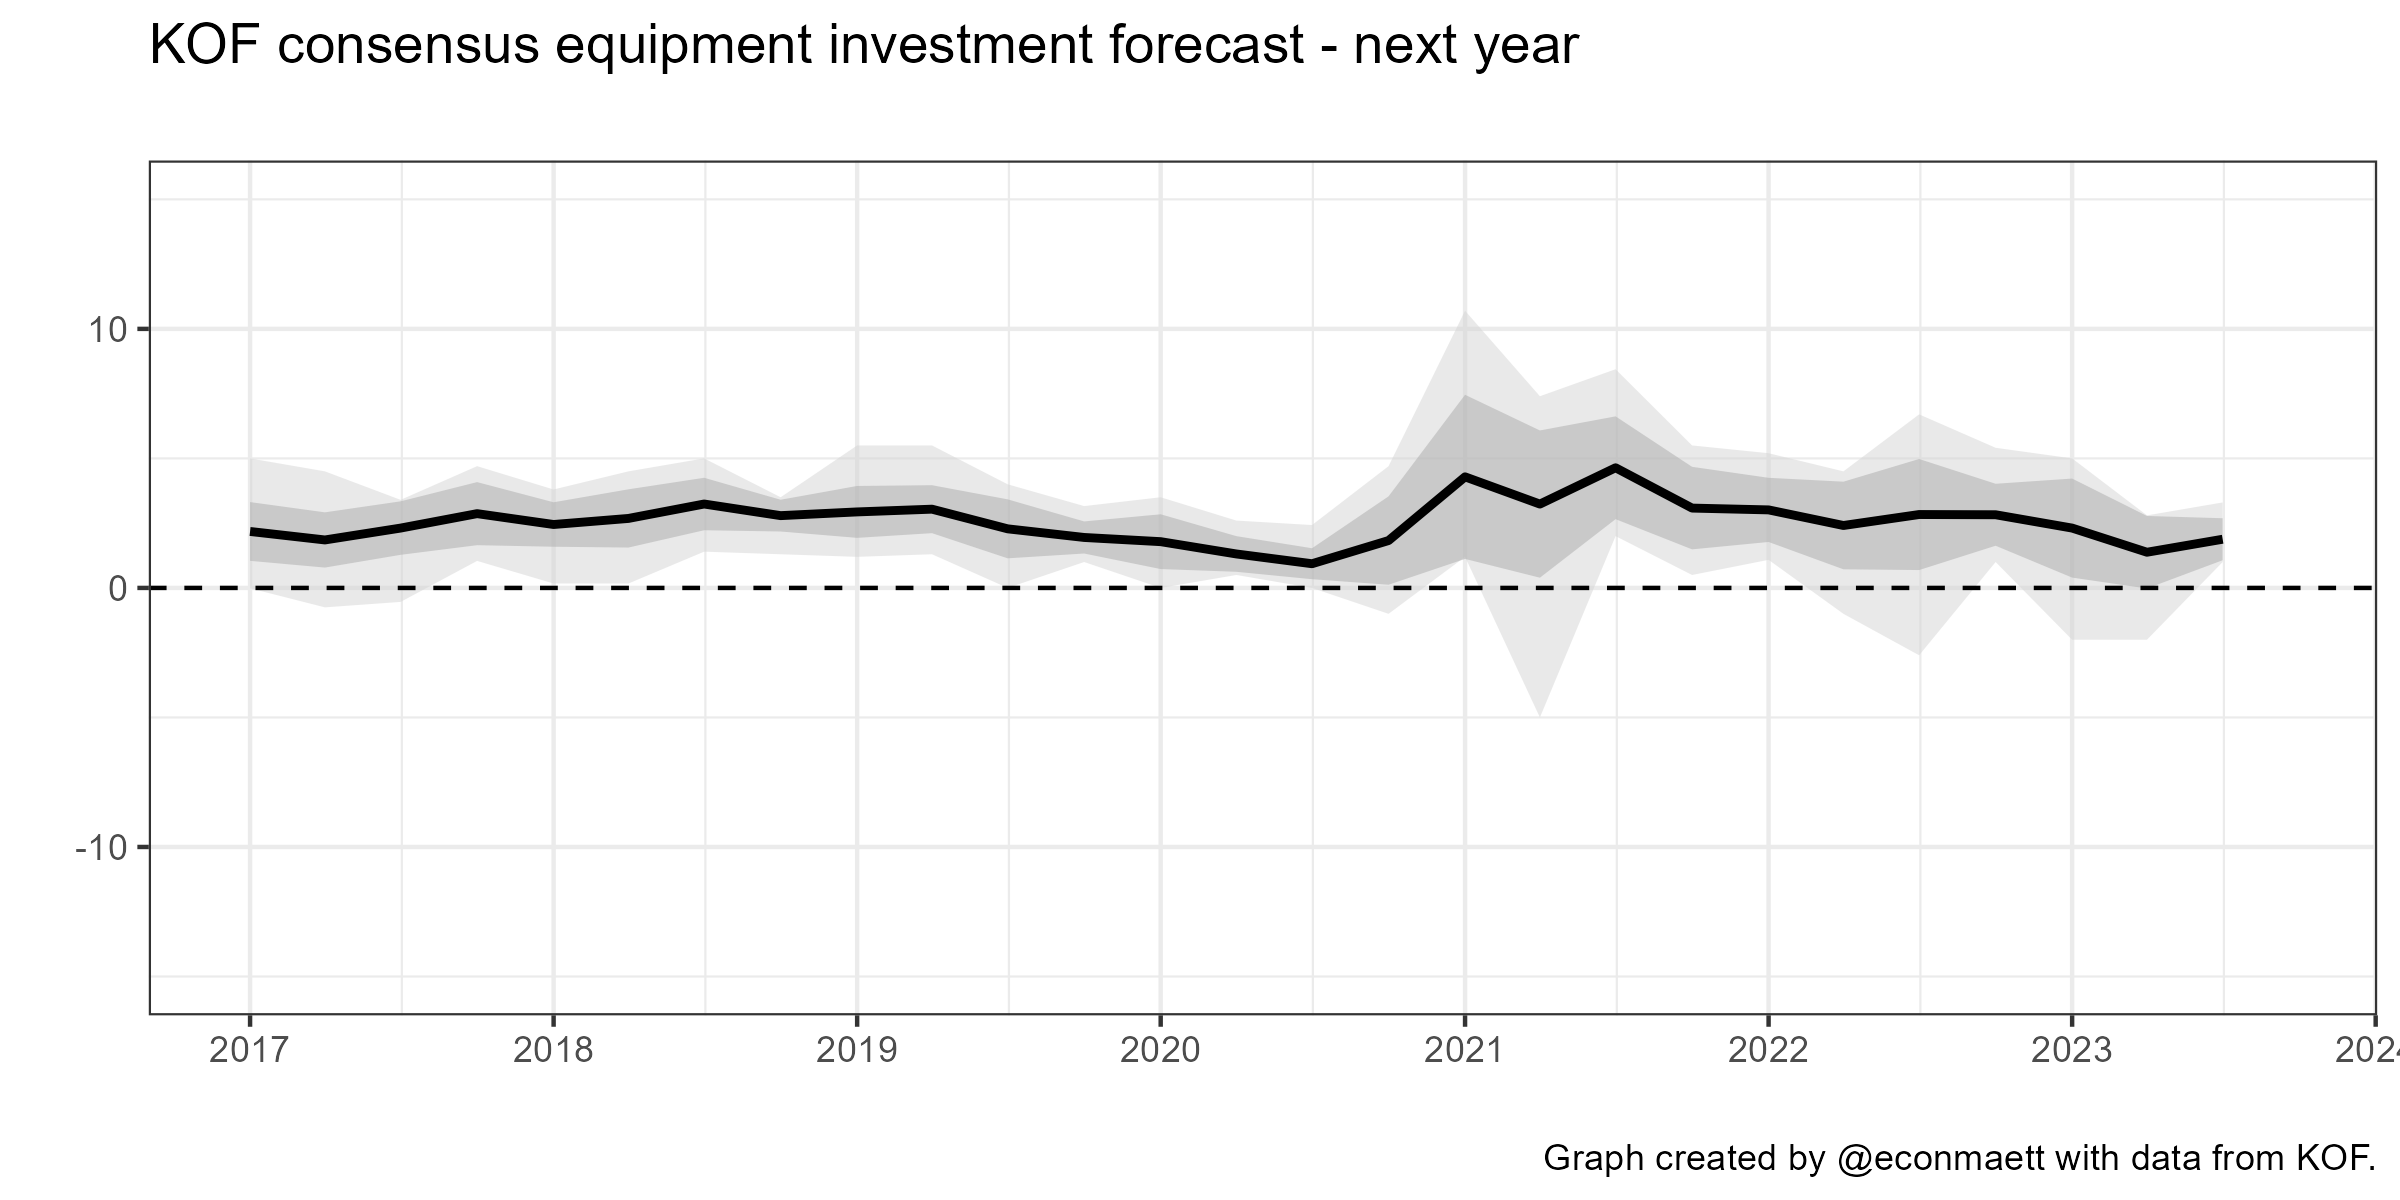 KOF consensus equipment investment forecast - next year
10
0
-10
2017 2018 2019 2020 2021 2022 2023
Graph created by @econmaett with data from KOF.